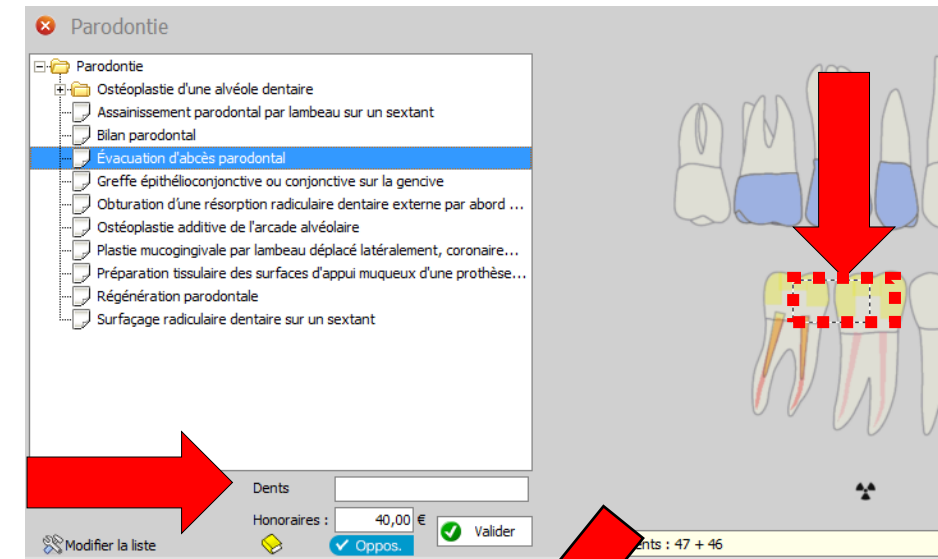 Parodontie
Parodontie
Ostéoplastie d'une alvéole dentaire
Assainissement parodontal par lambeau sur un sextant
Bilan parodontal
Évacuation d'abcès parodontal
Greffe épithélioconjonctive ou conjonctive sur la gencive
Obturation d'une résorption radiculaire dentaire externe par abord ...
Ostéoplastie additive de l'arcade alvéolaire
Plastie mucogingivale par lambeau déplacé latéralement, coronaire...
Préparation tissulaire des surfaces d'appui muqueux d'une prothèse...
Régénération parodontale
Surfaçage radiculaire dentaire sur un sextant
Dents
Honoraires : 40,00 €
Valider
Modifier la liste
Oppos.
ents : 47 + 46